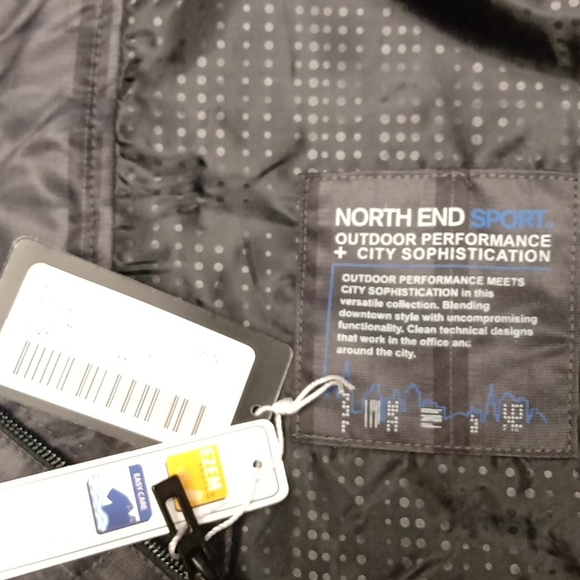 NORTH END SPORT
OUTDOOR PERFORMANCE
+ CITY SOPHISTICATION
OUTDOOR PERFORMANCE MEETS
CITY SOPHISTICATION in this
versatile collection. Blending
downtown style with uncompromising
functionality. Clean technical designs
that work in the office and
around the city.
EASY CARE